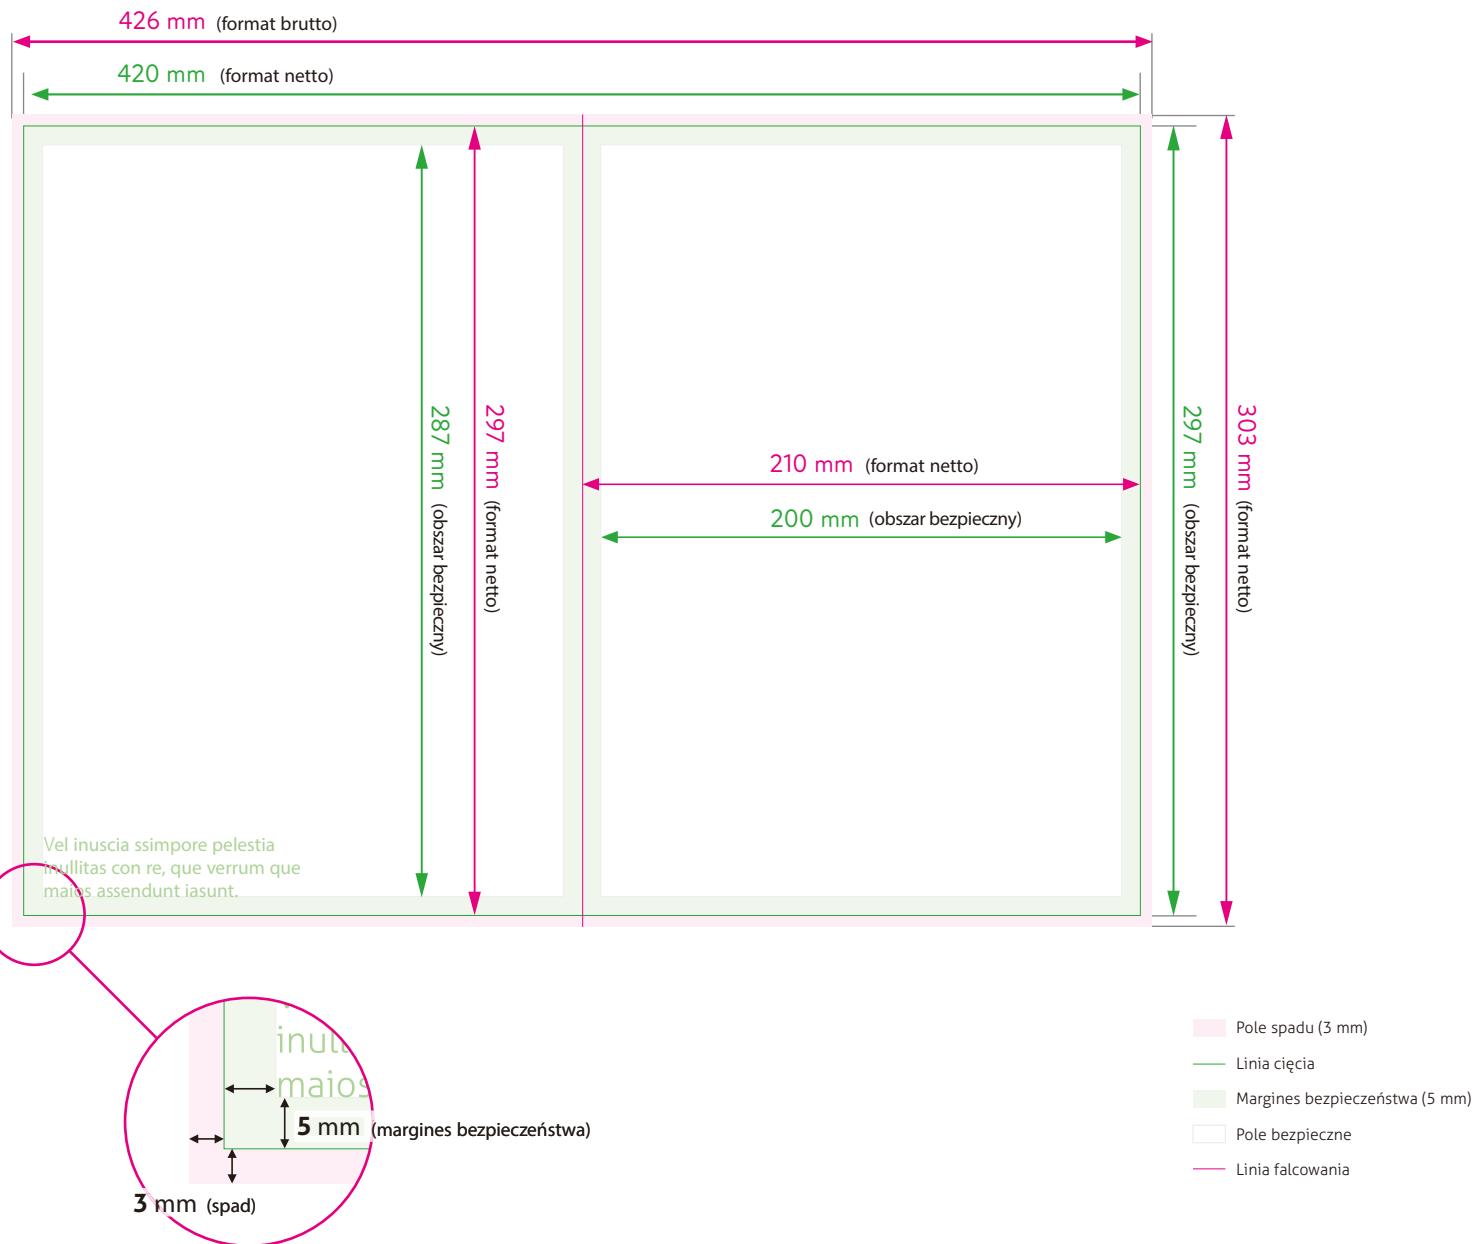 426 mm (format brutto)
420 mm (format netto)
287 mm (obszar bezpieczny)
297 mm (format netto)
210 mm (format netto)
200 mm (obszar bezpieczny)
297 mm (obszar bezpieczny)
303 mm (format netto)
Vel inuscia ssimpore pelestia
inullitas con re, que verrum que
maios assendunt iasunt.
inull
maios
5 mm (margines bezpieczeństwa)
3 mm (spad)
Pole spadu (3 mm)
Linia cięcia
Margines bezpieczeństwa (5 mm)
Pole bezpieczne
Linia falcowania